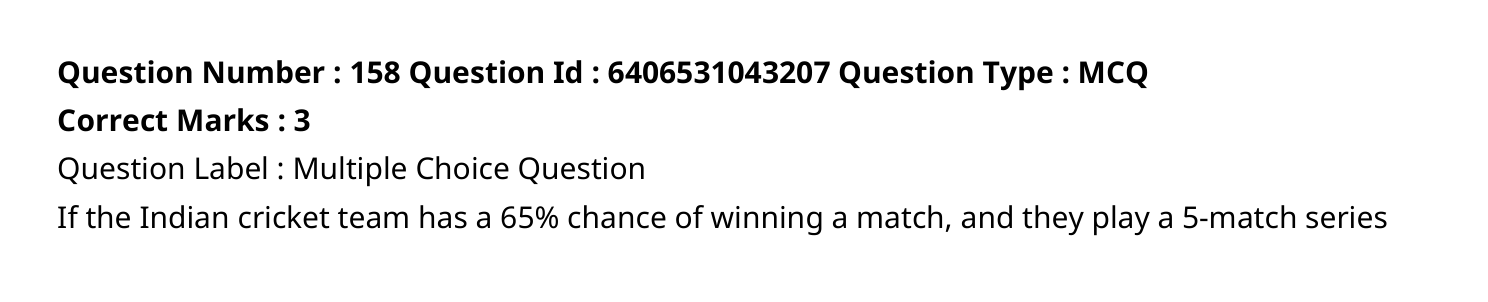 Question Number : 158 Question Id : 6406531043207 Question Type : MCQ
Correct Marks : 3
Question Label : Multiple Choice Question
If the Indian cricket team has a 65% chance of winning a match, and they play a 5-match series